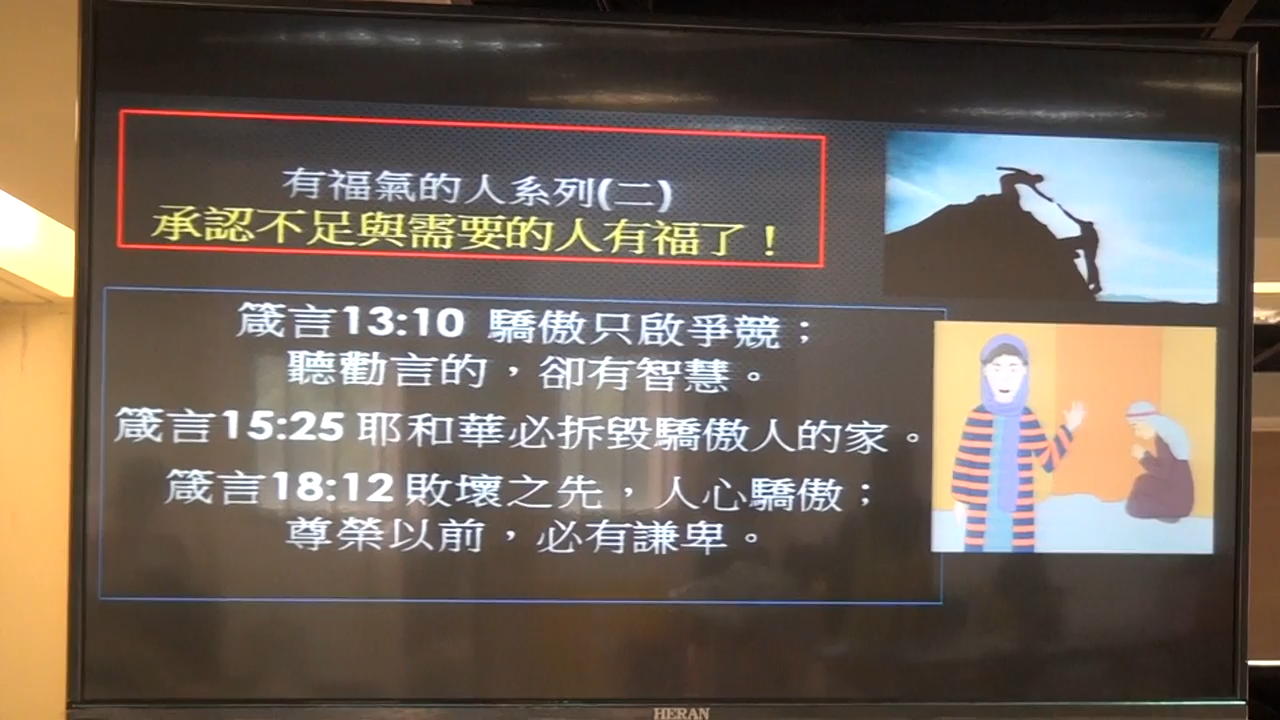 有福氣的人系列(二)
承認不足與需要的人有福了！
箴言13:10 驕傲只啟爭競；
聽勸言的，卻有智慧。
箴言15:25 耶和華必拆毀驕傲人的家。
箴言18:12 敗壞之先，人心驕傲；
尊榮以前，必有謙卑。
HERAN